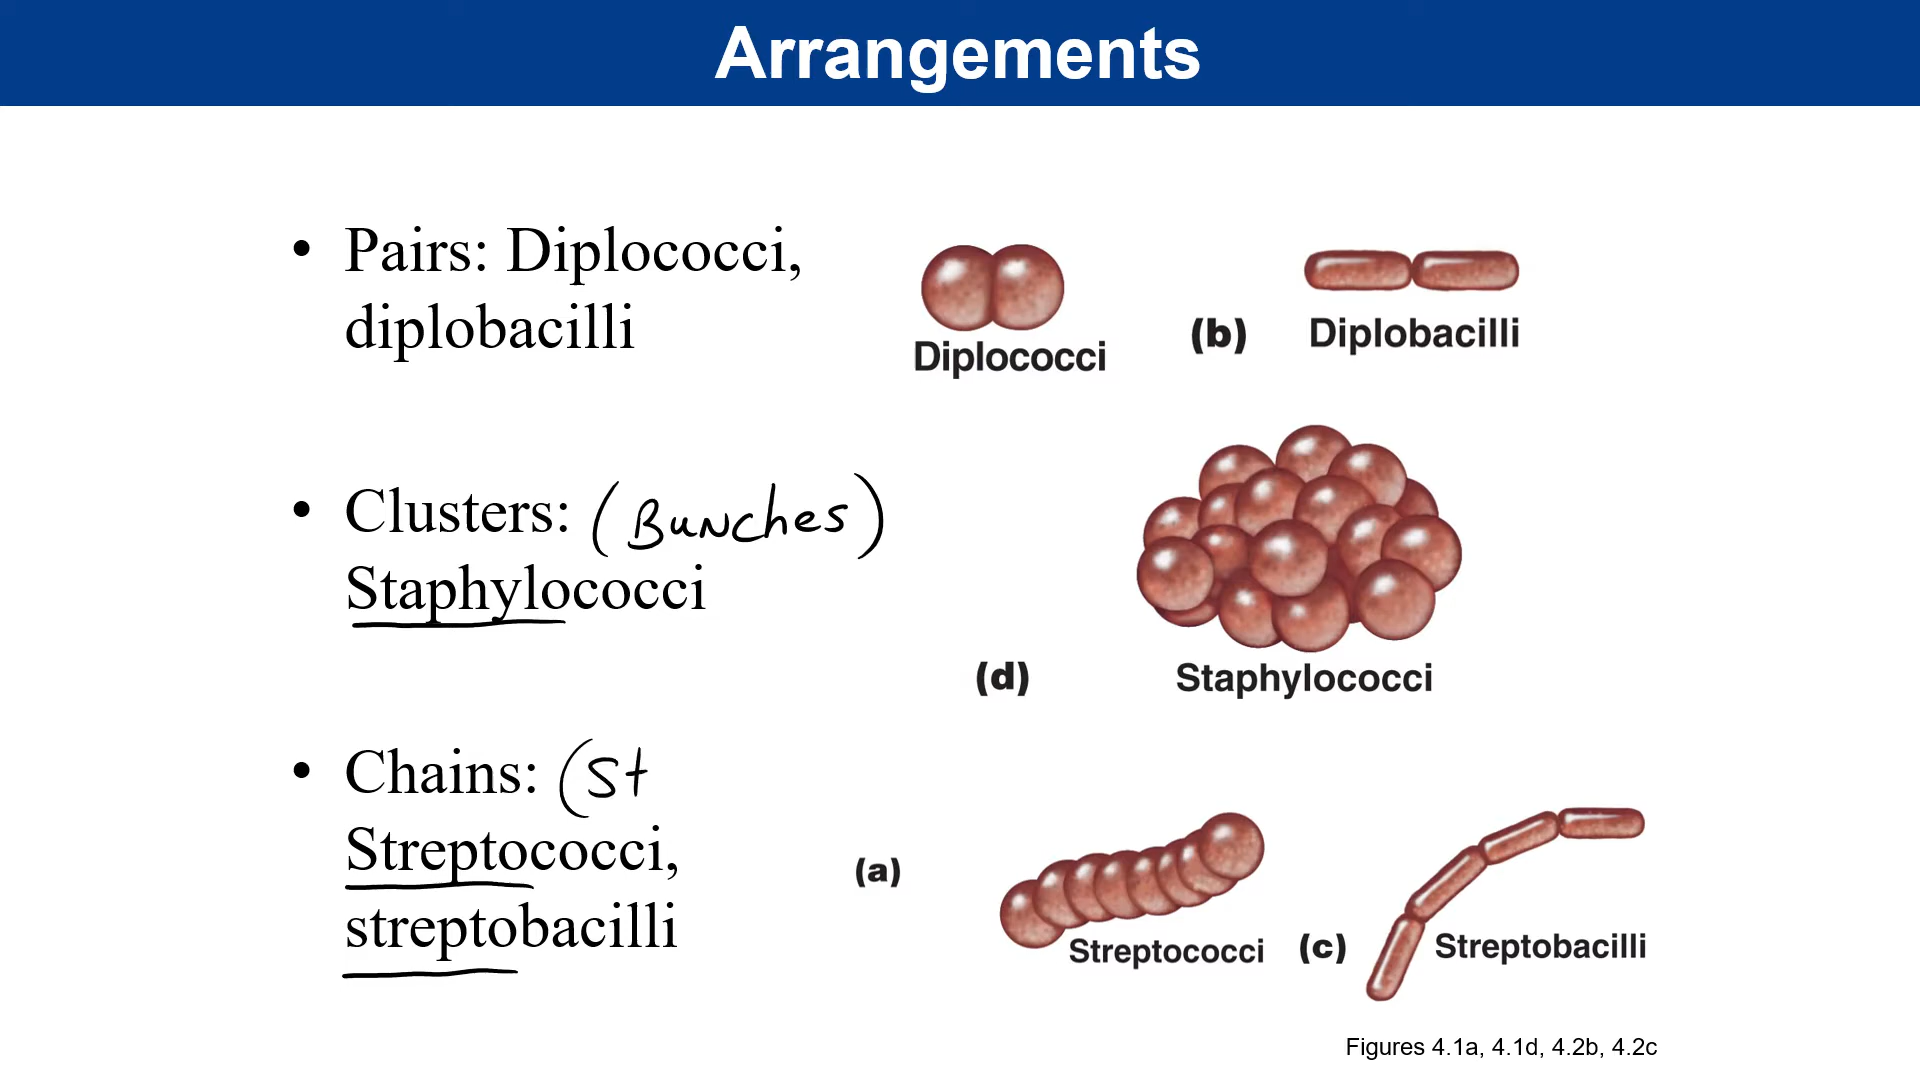 Arrangements
• Pairs: Diplococci,
diplobacilli
Diplococci
(b) Diplobacilli
• Clusters: (Bunches)
Staphylococci
(d) Staphylococci
• Chains: (St
Streptococci,
streptobacilli
(a) Streptococci
(c) Streptobacilli
Figures 4.1a, 4.1d, 4.2b, 4.2c